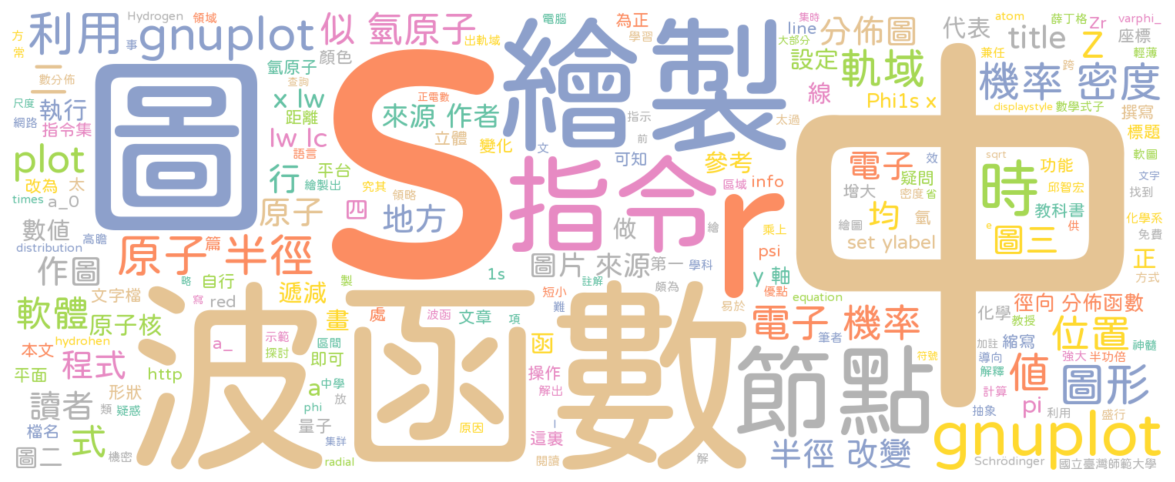 利用 gnuplot 似 氫原子
Hydrogen
領域
方
事
常
出軌域
電腦
為正
學習
集時
大部分
line
分佈圖
代表
title
Z
Zr
atom
薛丁格
varphi_
座標
兼任
輕薄
跨
二
數分佈
顏色
氫原子
查詢
尺度
執行
網路
指令集
x lw
距離
正電數
來源 作者
立體
指示
前
太過
設定
軌域
線
Phi1s x
機率 密度
displaystyle
數學式子
撰寫
標題
圖
S
繪製
中
plot
lw lc
語言
平台
變化
文
可知
參考
電子
效
疑問
增大
均
密度
省
氫
時
sqrt
功能
軟圖
文字
邱智宏
找到
改為
太
行
繪製出
究其
領略
指令
區域
info
r
times
a_0
原子
四
地方
做
繪
乘上
psi
繪圖
set ylabel
教科書
圖三
e
供
化學系
免費
數值
高瞻
篇
distribution
原子 半徑
1s
圖片 來源
第一
學科
y 軸
優點
正
方式
作圖
文字檔
自行
遞減
製
註解
頗為
易於
徑向 分佈函數
軟體
原子核
略
寫
red
畫
處
波函
文章
短小
難
項
equation
電子 機率
化學
教授
位置
hydrohen
本文
程式
a_
示範
探討
區間
即可
函
筆者
符號
加註
縮寫
神髓
導向
強大
半功倍
平面
http
形狀
類
疑惑
a
中學
phi
放
操作
解出
波函數
節點
解釋
值
圖形
讀者
檔名
式
機密
量子
集評
原因
這裏
I
計算
pi
抽象
利用
盛行
圖二
radial
閱讀
解
半徑 改變
gnuplot
Schrodinger
國立臺灣師範大學